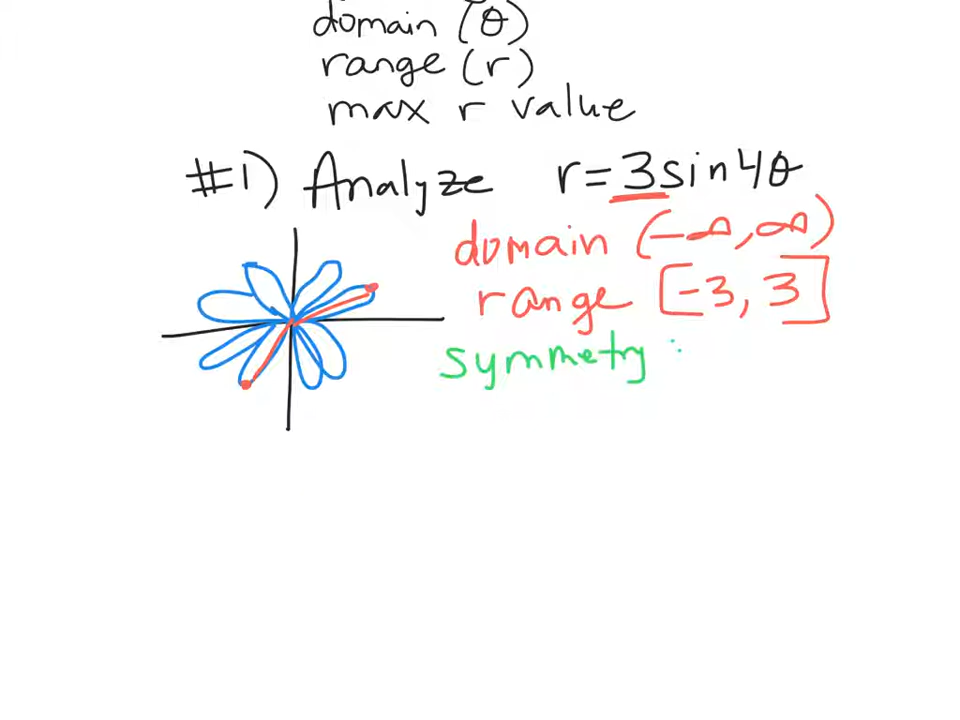 domain (θ)
range (r)
max r value
#1) Analyze r=3sin4θ
domain (-∞,∞)
range [-3, 3]
symmetry :